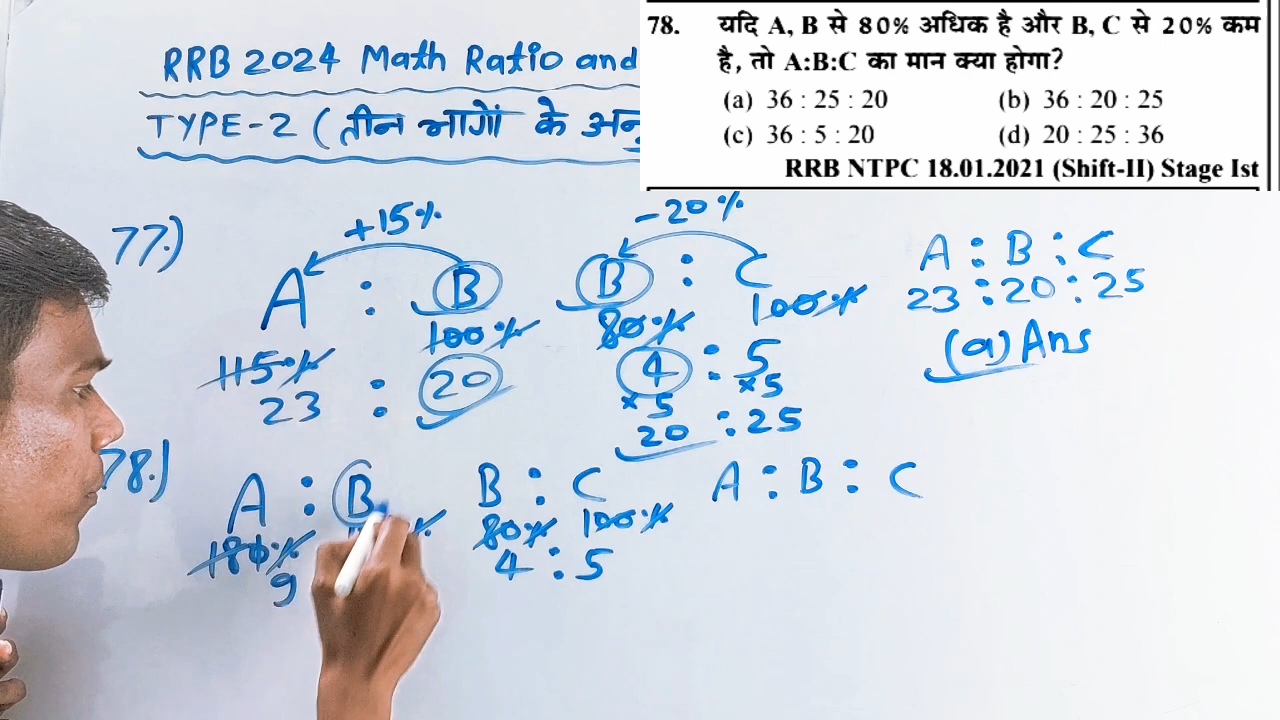 RRB 2024 Math Ratio and
TYPE-2 (तीन भागों के
78. यदि A, B से 80% अधिक है और B, C से 20% कम
है, तो A:B:C का मान क्या होगा?
(a) 36 : 25 : 20 (b) 36 : 20 : 25
(c) 36 : 5 : 20 (d) 20 : 25 : 36
RRB NTPC 18.01.2021 (Shift-II) Stage Ist
77.) +15% -20%
A : B B : C A : B : C
115% 100% 80% 100% 23 : 20 : 25
23 : 20 4 : 5 (a) Ans
×5 ×5
20 : 25
78.) A : B B : C A : B : C
180% 80% 100%
9 4 : 5